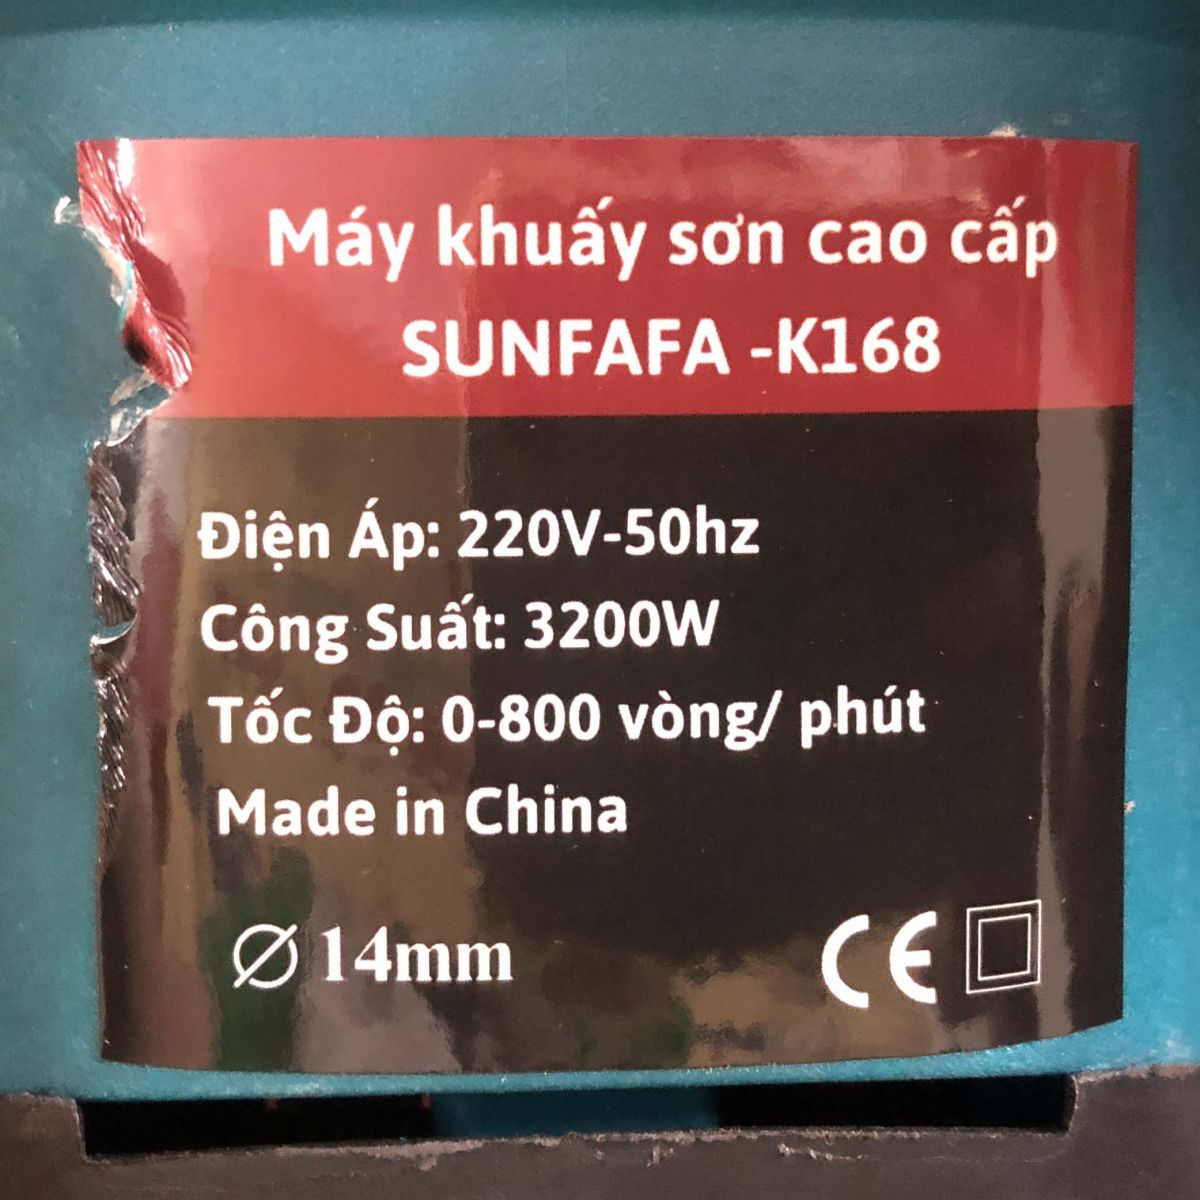 Máy khuấy sơn cao cấp
SUNFAFA -K168
Điện Áp: 220V-50hz
Công Suất: 3200W
Tốc Độ: 0-800 vòng/ phút
Made in China
Ø 14mm
CE